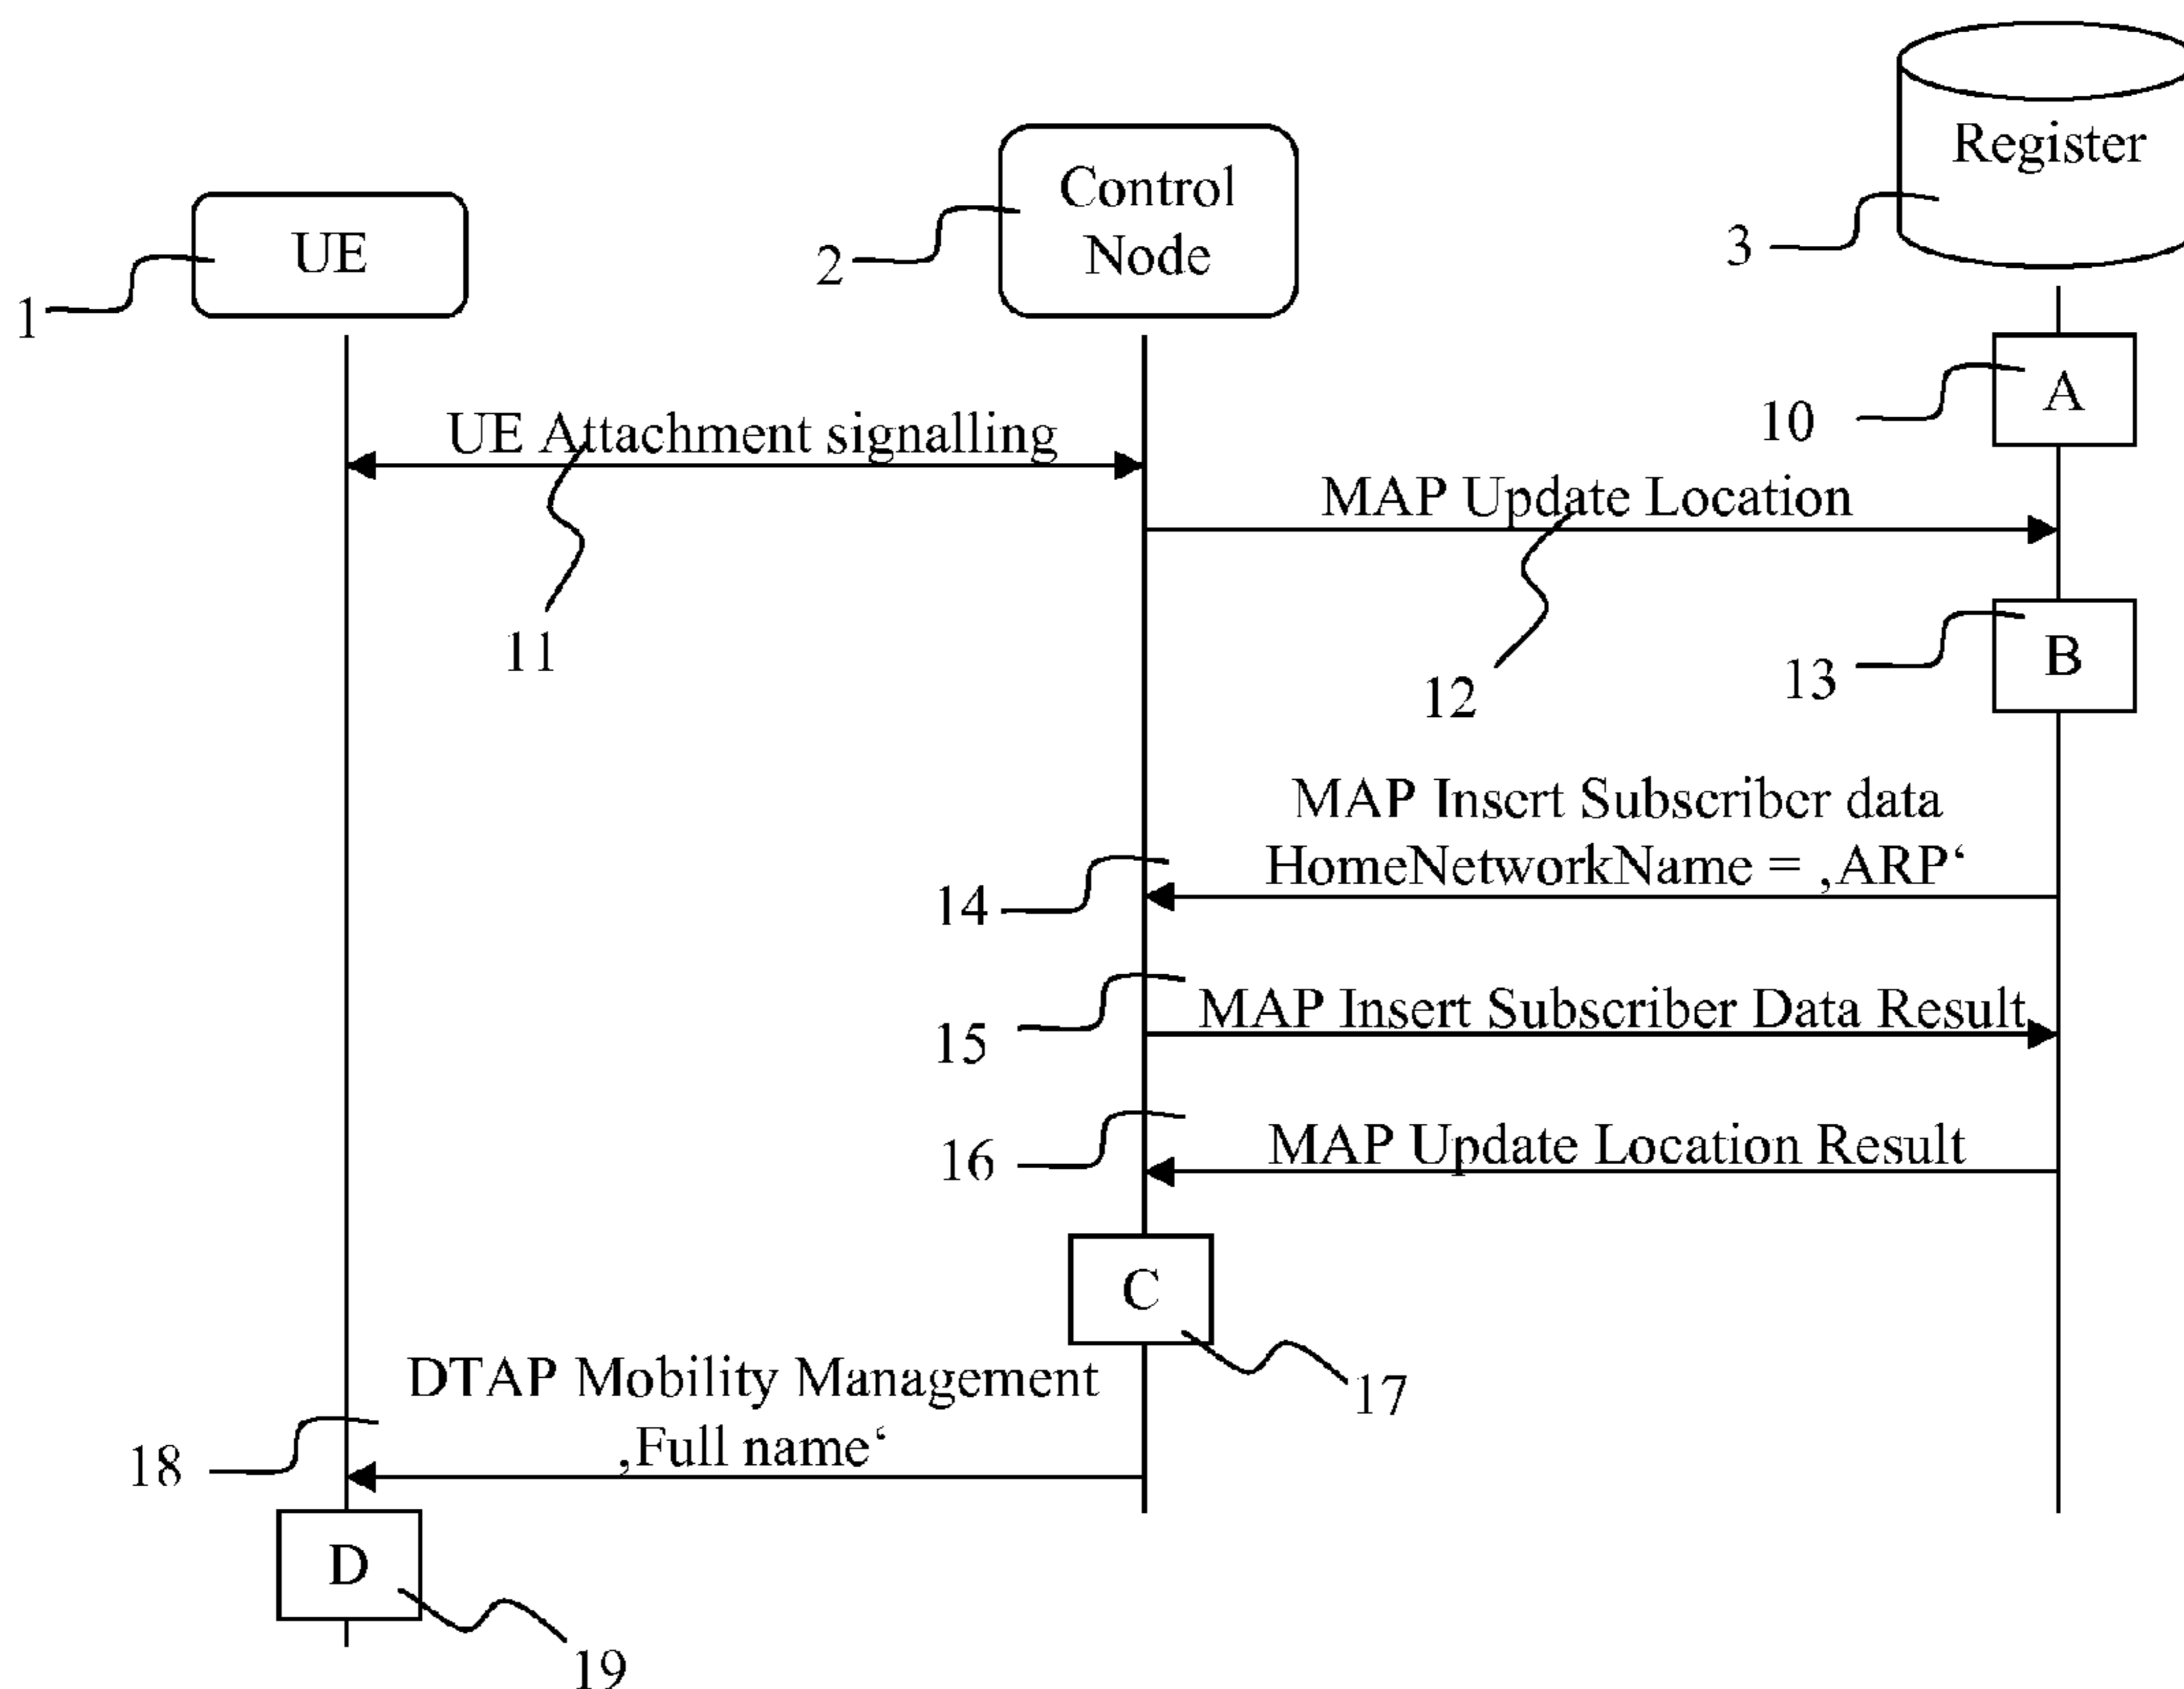 Register
Control
Node
UE
1
2
3
A
10
UE Attachment signalling
MAP Update Location
11
12
B
13
MAP Insert Subscriber data
HomeNetworkName = ‚ARP‘
14
MAP Insert Subscriber Data Result
15
MAP Update Location Result
16
C
17
DTAP Mobility Management
‚Full name‘
18
D
19